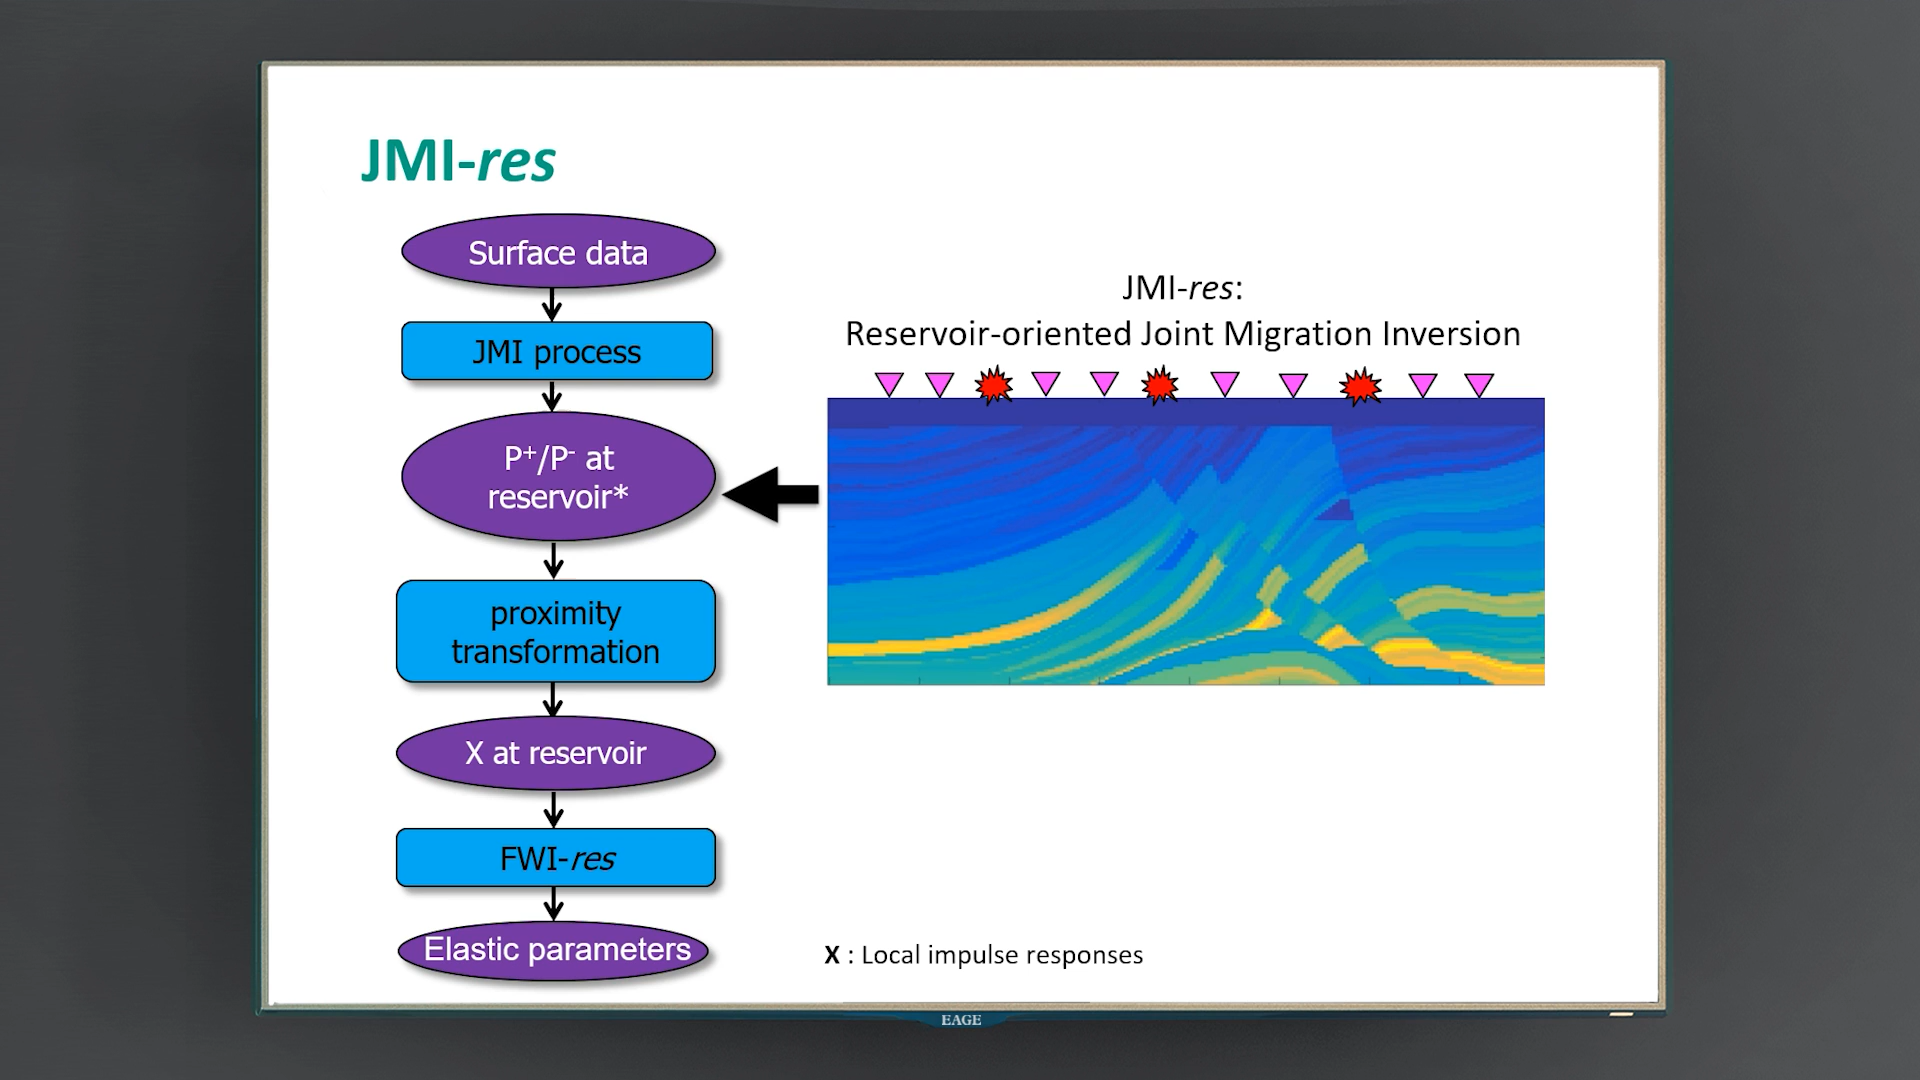 JMI-res
Surface data
JMI process
P⁺/P⁻ at
reservoir*
proximity
transformation
X at reservoir
FWI-res
Elastic parameters
JMI-res:
Reservoir-oriented Joint Migration Inversion
X : Local impulse responses
EAGE